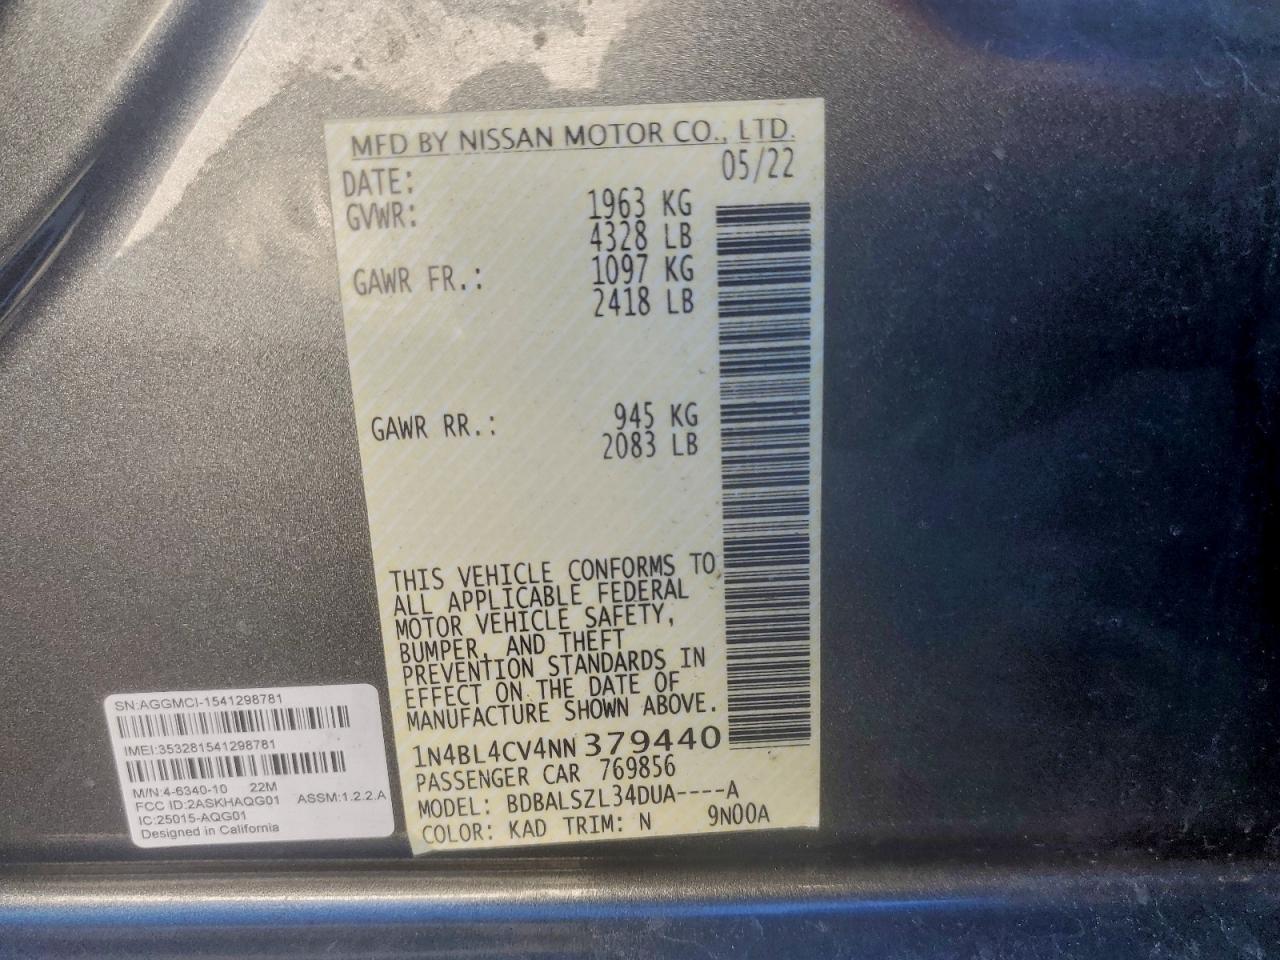 MFD BY NISSAN MOTOR CO., LTD.
DATE: 05/22
GVWR: 1963 KG
4328 LB
GAWR FR.: 1097 KG
2418 LB
GAWR RR.: 945 KG
2083 LB
THIS VEHICLE CONFORMS TO
ALL APPLICABLE FEDERAL
MOTOR VEHICLE SAFETY,
BUMPER, AND THEFT
PREVENTION STANDARDS IN
EFFECT ON THE DATE OF
MANUFACTURE SHOWN ABOVE.
1N4BL4CV4NN379440
PASSENGER CAR 769856
MODEL: BDBALSZL34DUA----A
COLOR: KAD TRIM: N 9N00A
SN:AGGMCI-1541298781
IMEI:353281541298781
M/N:4-6340-10 22M
FCC ID:2ASKHAQG01 ASSM:1.2.2.A
IC:25015-AQG01
Designed in California